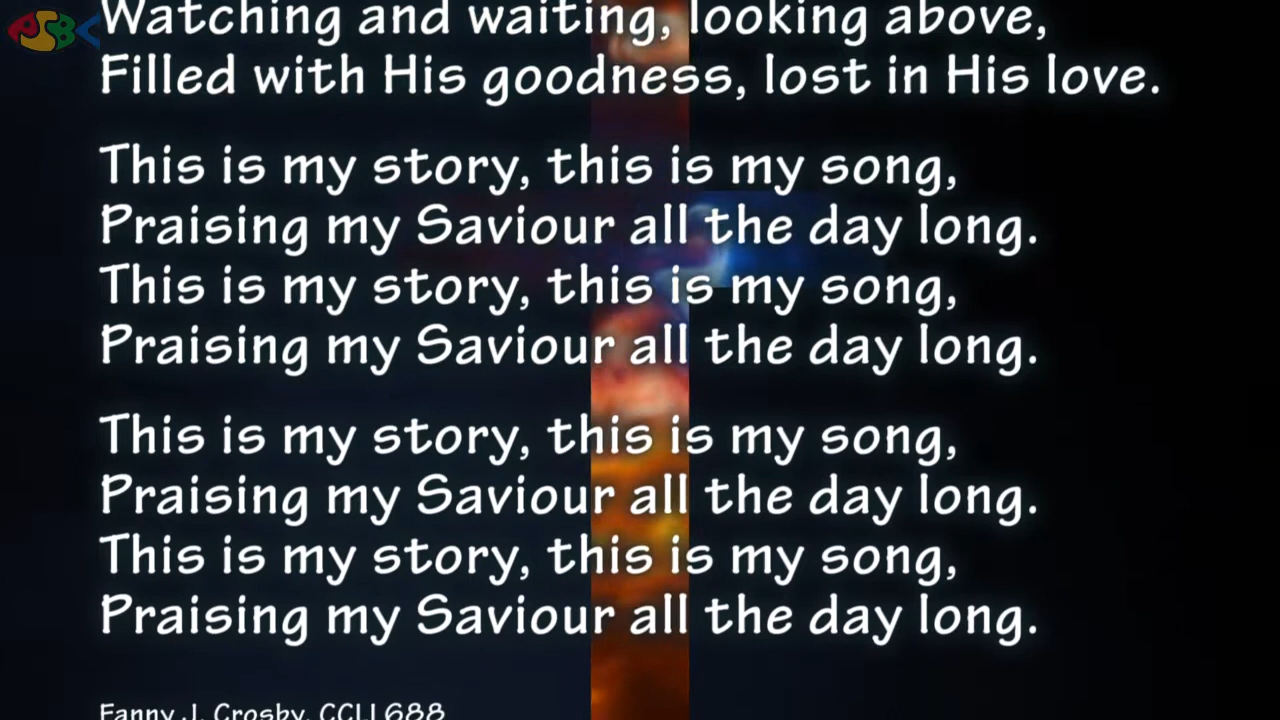 PSBC
Watching and waiting, looking above,
Filled with His goodness, lost in His love.
This is my story, this is my song,
Praising my Saviour all the day long.
This is my story, this is my song,
Praising my Saviour all the day long.
This is my story, this is my song,
Praising my Saviour all the day long.
This is my story, this is my song,
Praising my Saviour all the day long.
Fanny J. Crosby, CCLI 688